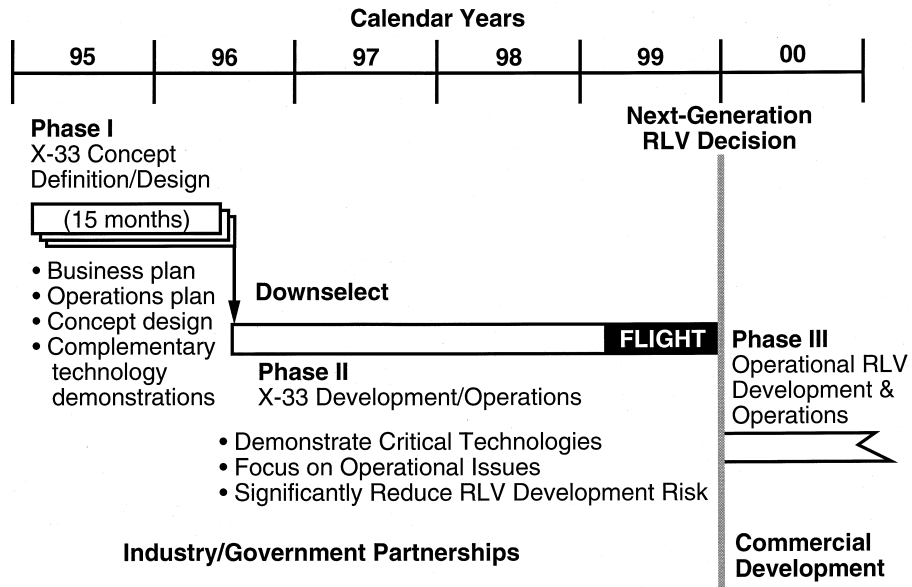 Calendar Years
95 96 97 98 99 00
Next-Generation
RLV Decision
Phase I
X-33 Concept
Definition/Design
(15 months)
• Business plan
• Operations plan
• Concept design
• Complementary
technology
demonstrations
Downselect
FLIGHT
Phase II
X-33 Development/Operations
• Demonstrate Critical Technologies
• Focus on Operational Issues
• Significantly Reduce RLV Development Risk
Phase III
Operational RLV
Development &
Operations
Industry/Government Partnerships
Commercial
Development